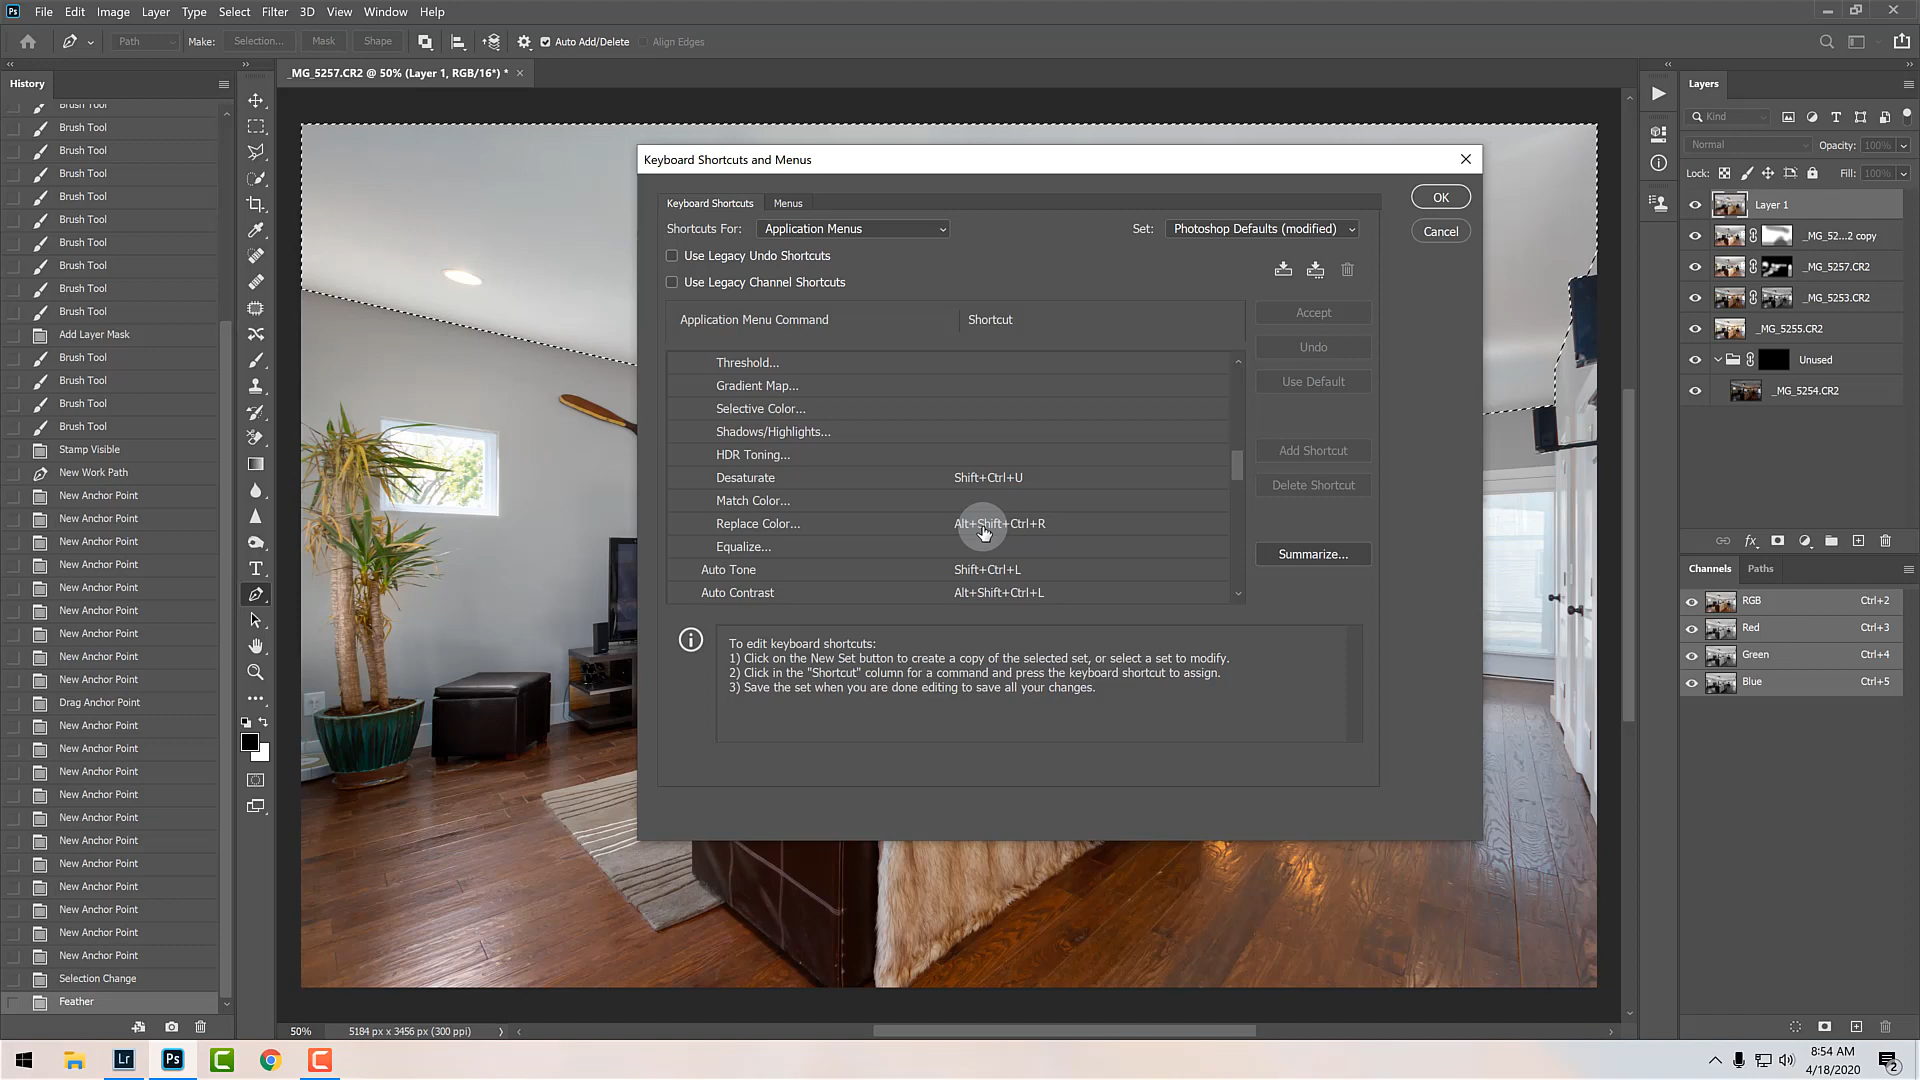 Ps File Edit Image Layer Type Select Filter 3D View Window Help
Path Make: Selection... Mask Shape Auto Add/Delete Align Edges
History
_MG_5257.CR2 @ 50% (Layer 1, RGB/16*) *
Brush Tool
Brush Tool
Brush Tool
Brush Tool
Brush Tool
Brush Tool
Brush Tool
Brush Tool
Brush Tool
Brush Tool
Add Layer Mask
Brush Tool
Brush Tool
Brush Tool
Brush Tool
Stamp Visible
New Work Path
New Anchor Point
New Anchor Point
New Anchor Point
New Anchor Point
New Anchor Point
New Anchor Point
New Anchor Point
New Anchor Point
New Anchor Point
Drag Anchor Point
New Anchor Point
New Anchor Point
New Anchor Point
New Anchor Point
New Anchor Point
New Anchor Point
New Anchor Point
New Anchor Point
New Anchor Point
New Anchor Point
New Anchor Point
Selection Change
Feather
Keyboard Shortcuts and Menus
Keyboard Shortcuts Menus
OK
Cancel
Shortcuts For: Application Menus Set: Photoshop Defaults (modified)
Use Legacy Undo Shortcuts
Use Legacy Channel Shortcuts
Application Menu Command Shortcut
Threshold...
Gradient Map...
Selective Color...
Shadows/Highlights...
HDR Toning...
Desaturate Shift+Ctrl+U
Match Color...
Replace Color... Alt+Shift+Ctrl+R
Equalize...
Auto Tone Shift+Ctrl+L
Auto Contrast Alt+Shift+Ctrl+L
Accept
Undo
Use Default
Add Shortcut
Delete Shortcut
Summarize...
To edit keyboard shortcuts:
1) Click on the New Set button to create a copy of the selected set, or select a set to modify.
2) Click in the "Shortcut" column for a command and press the keyboard shortcut to assign.
3) Save the set when you are done editing to save all your changes.
Layers
Kind
Normal Opacity: 100%
Lock: Fill: 100%
Layer 1
_MG_52...2 copy
_MG_5257.CR2
_MG_5253.CR2
_MG_5255.CR2
Unused
_MG_5254.CR2
Channels Paths
RGB Ctrl+2
Red Ctrl+3
Green Ctrl+4
Blue Ctrl+5
50% 5184 px x 3456 px (300 ppi)
Lr Ps
8:54 AM
4/18/2020
2